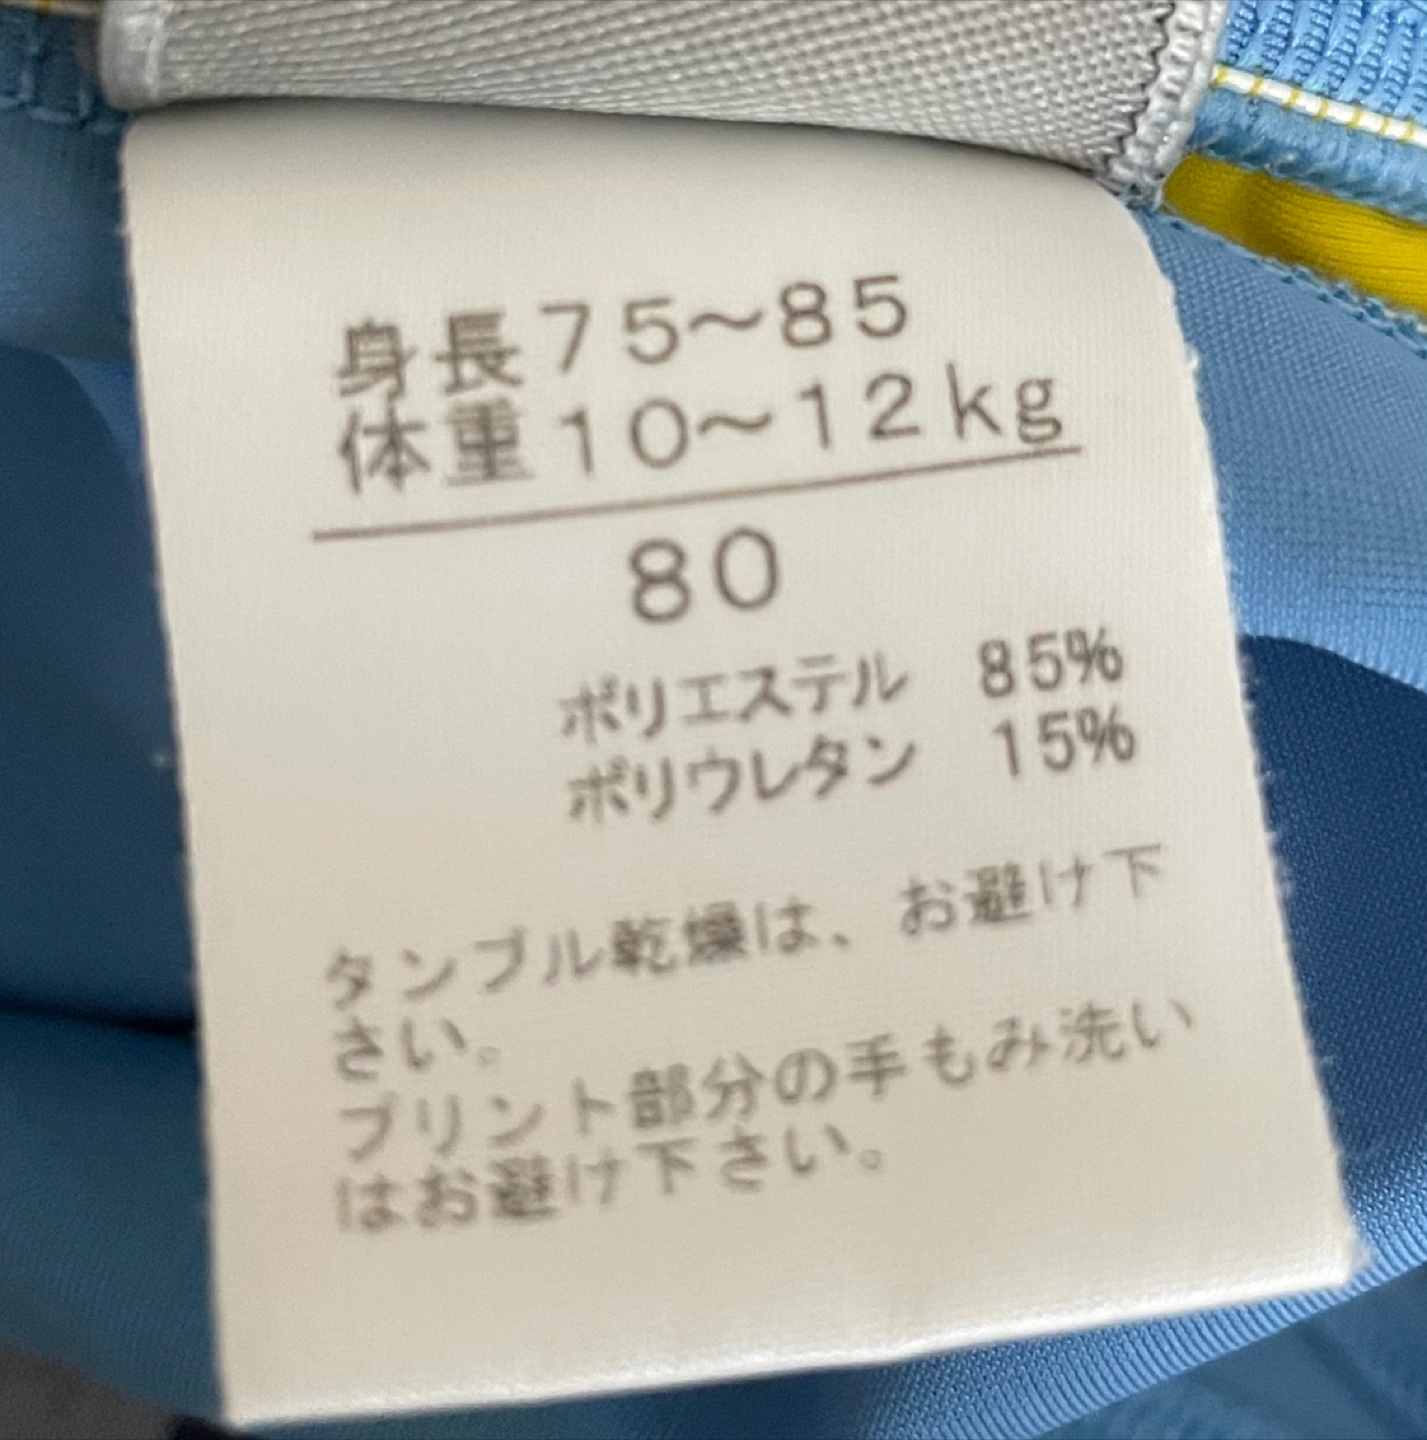 身長75〜85
体重10〜12kg
80
ポリエステル 85%
ポリウレタン 15%
タンブル乾燥は、お避け下
さい。
プリント部分の手もみ洗い
はお避け下さい。